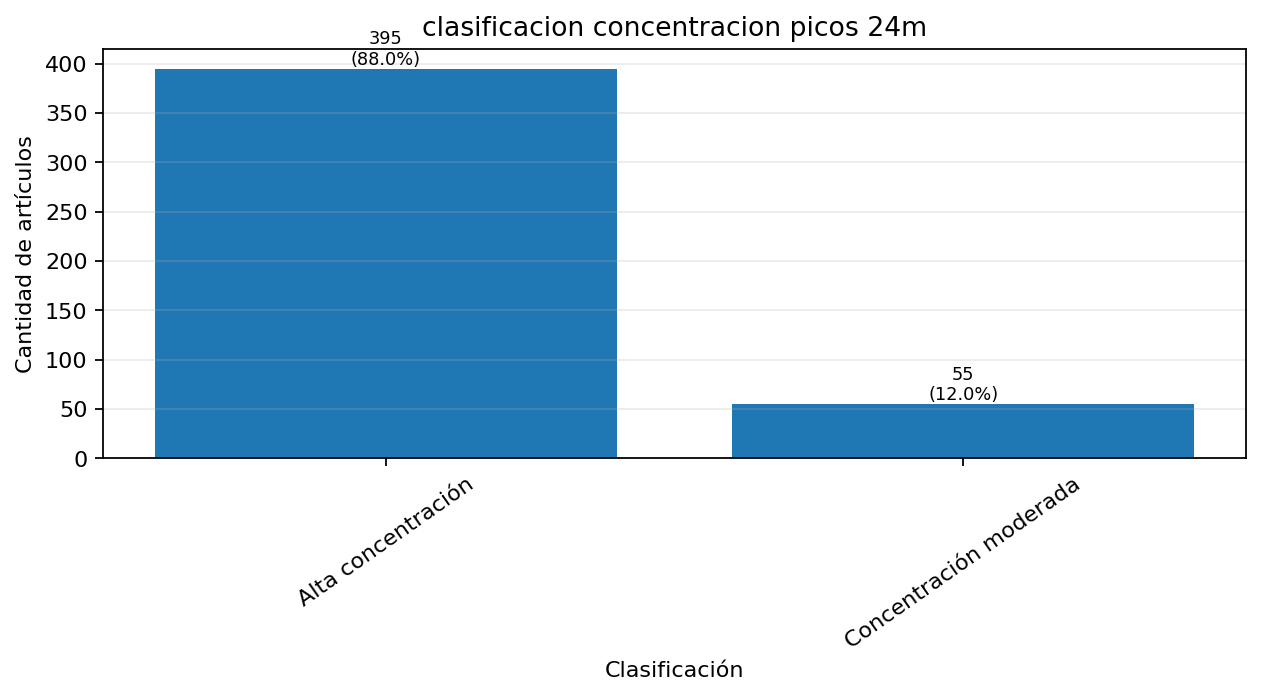 clasificacion concentracion picos 24m
395
(88.0%)
400
350
300
250
200
150
100
50
0
Cantidad de artículos
55
(12.0%)
Alta concentración
Concentración moderada
Clasificación